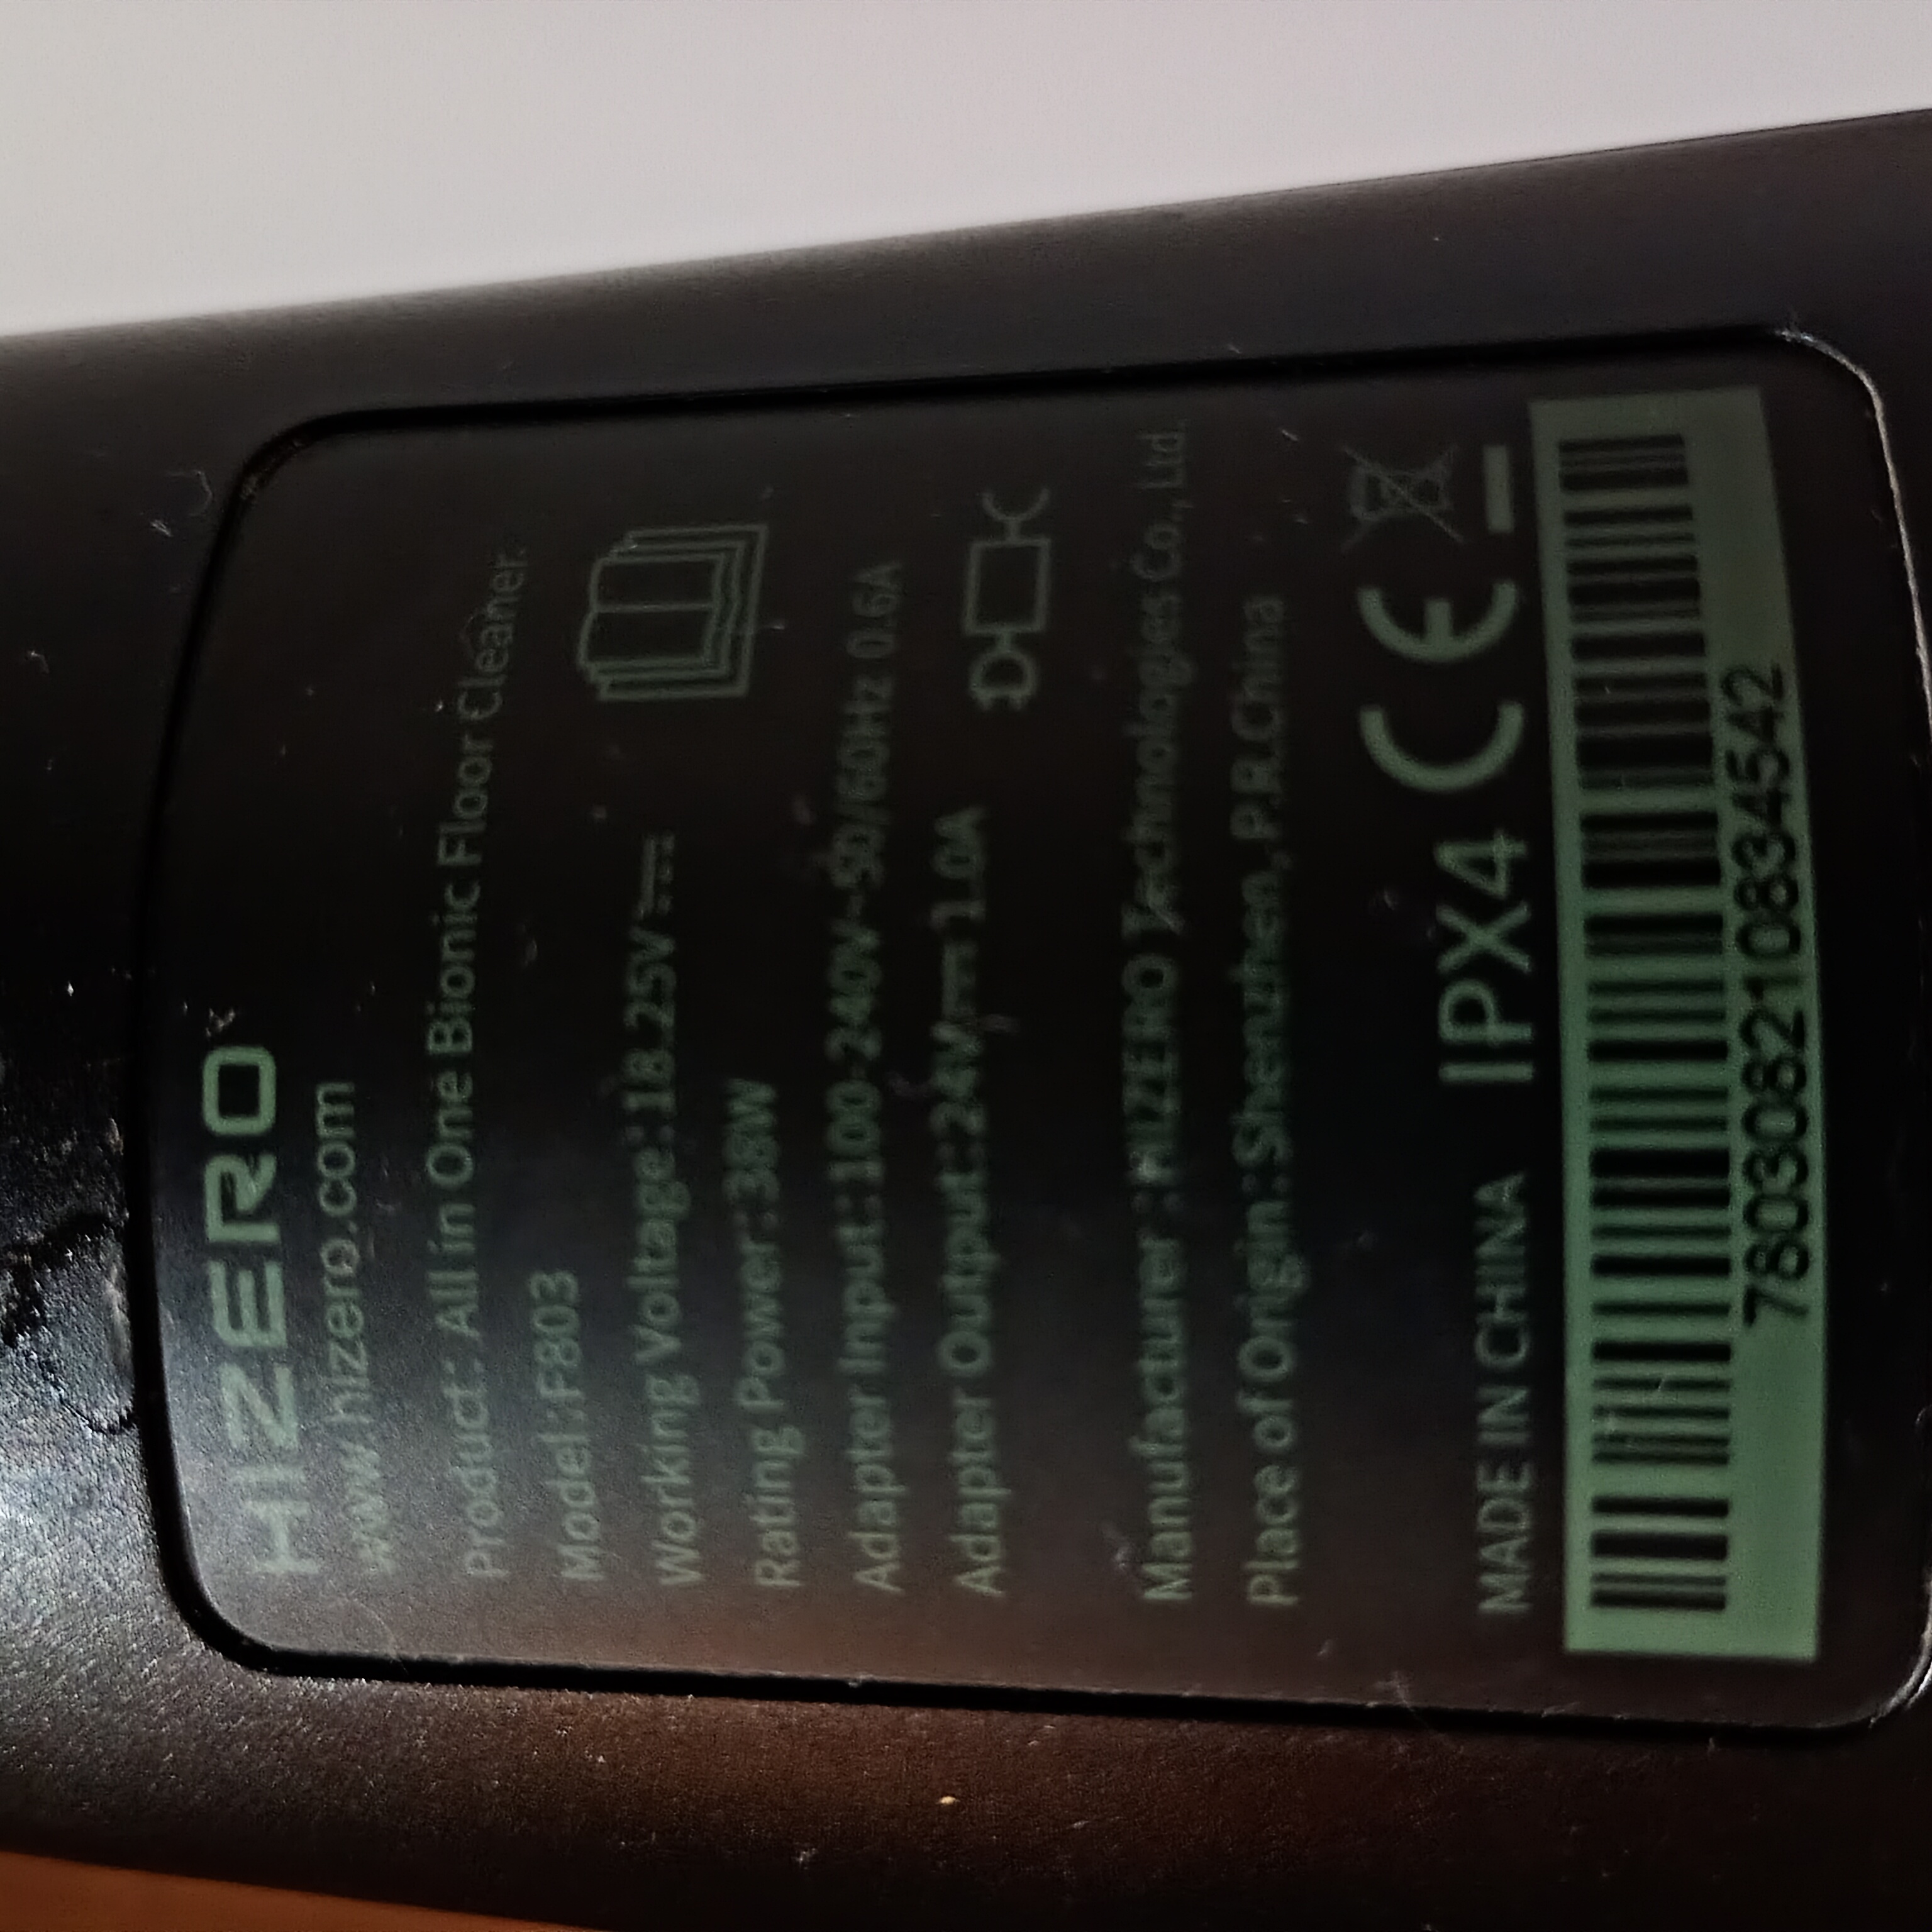 HIZERO
www.hizero.com
Product: All in One Bionic Floor Cleaner.
Model:F803
Working Voltage:18.25V⎓
Rating Power:38W
Adapter Input:100-240V~50/60Hz 0.6A
Adapter Output:24V⎓1.0A
Manufacturer:HIZERO Technologies Co.,Ltd.
Place of Origin:Shenzhen,P.R.China
MADE IN CHINA IPX4 CE
780308210834542